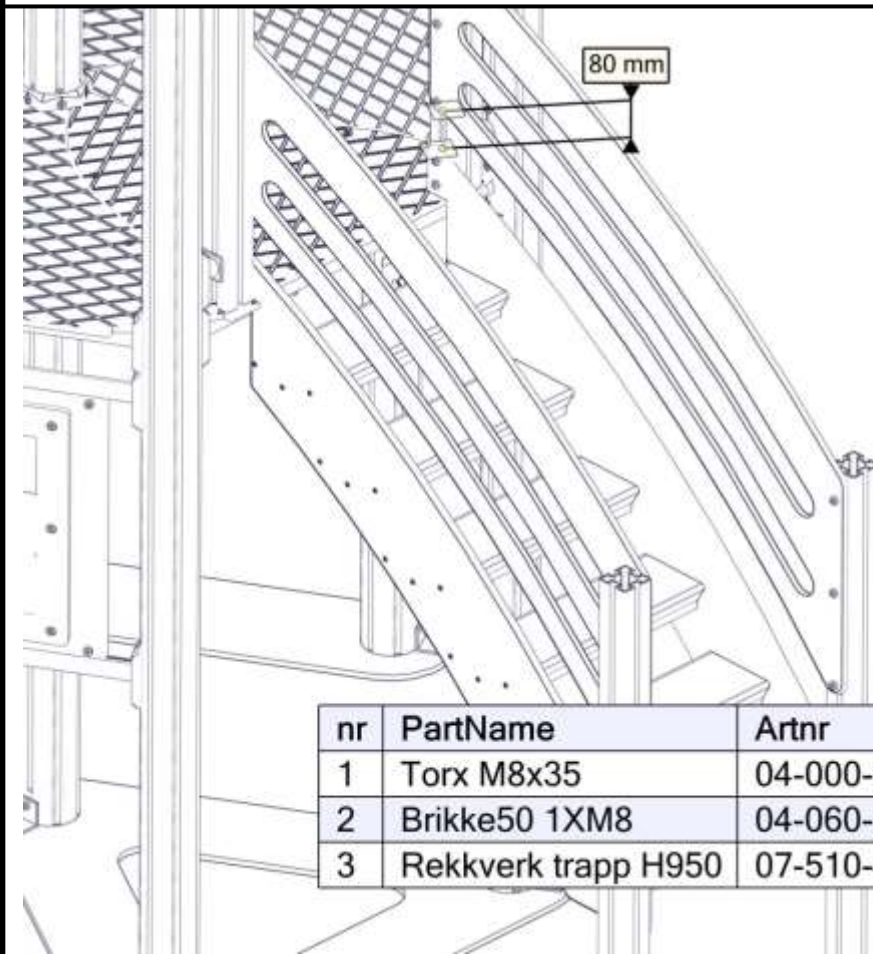 80 mm
nr PartName Artnr
1 Torx M8x35 04-000-
2 Brikke50 1XM8 04-060-
3 Rekkverk trapp H950 07-510-